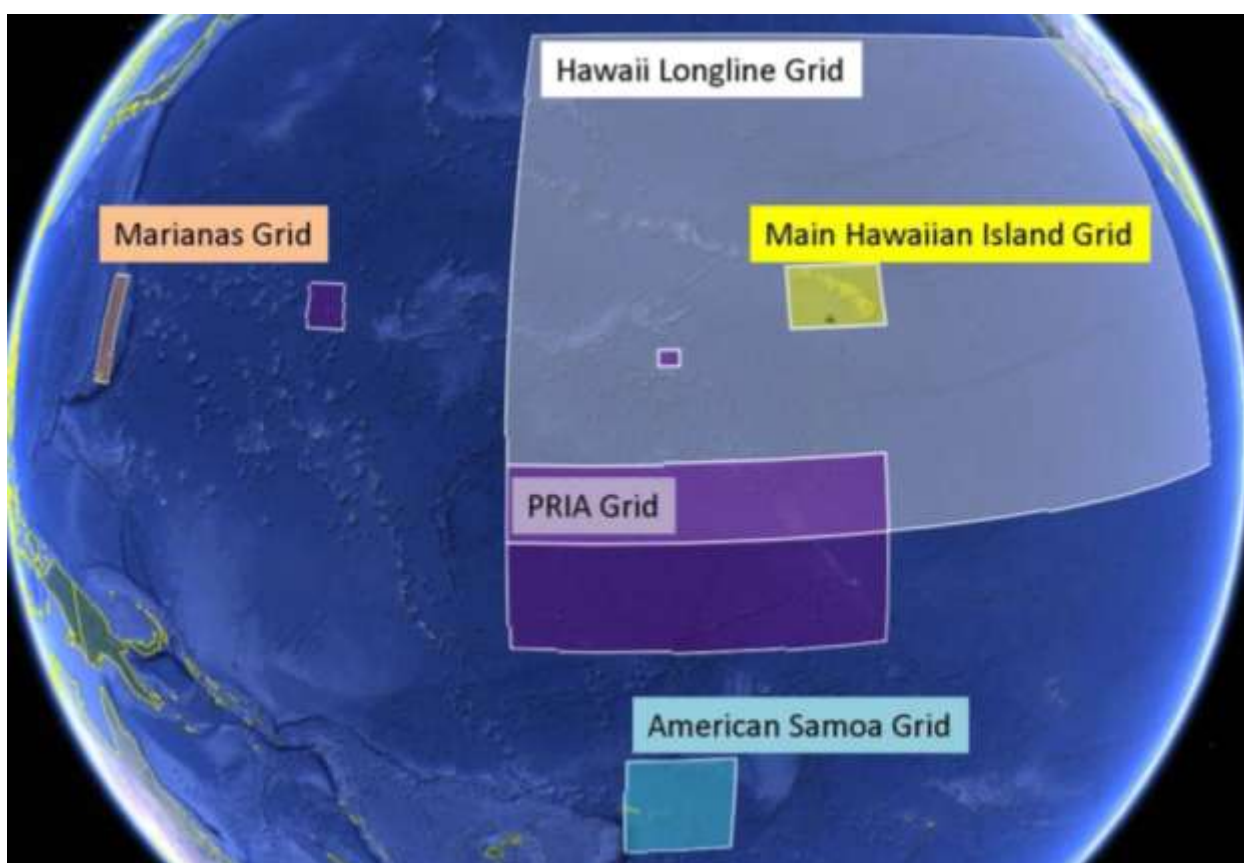 Hawaii Longline Grid
Marianas Grid
Main Hawaiian Island Grid
PRIA Grid
American Samoa Grid